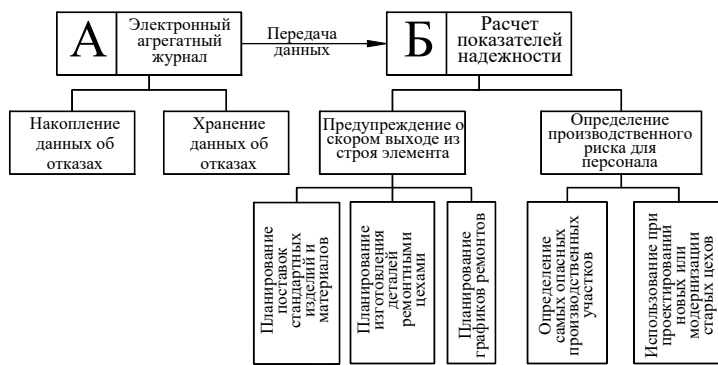 А
Электронный
агрегатный
журнал
Передача
данных
Б
Расчет
показателей
надежности
Накопление
данных об
отказах
Хранение
данных об
отказах
Предупреждение о
скором выходе из
строя элемента
Определение
производственного
риска для
персонала
Планирование
поставок
стандартных
изделий и
материалов
Планирование
изготовления
деталей
ремонтными
цехами
Планирование
графиков ремонтов
Определение
самых опасных
производственных
участков
Использование при
проектировании
новых или
модернизации
старых цехов